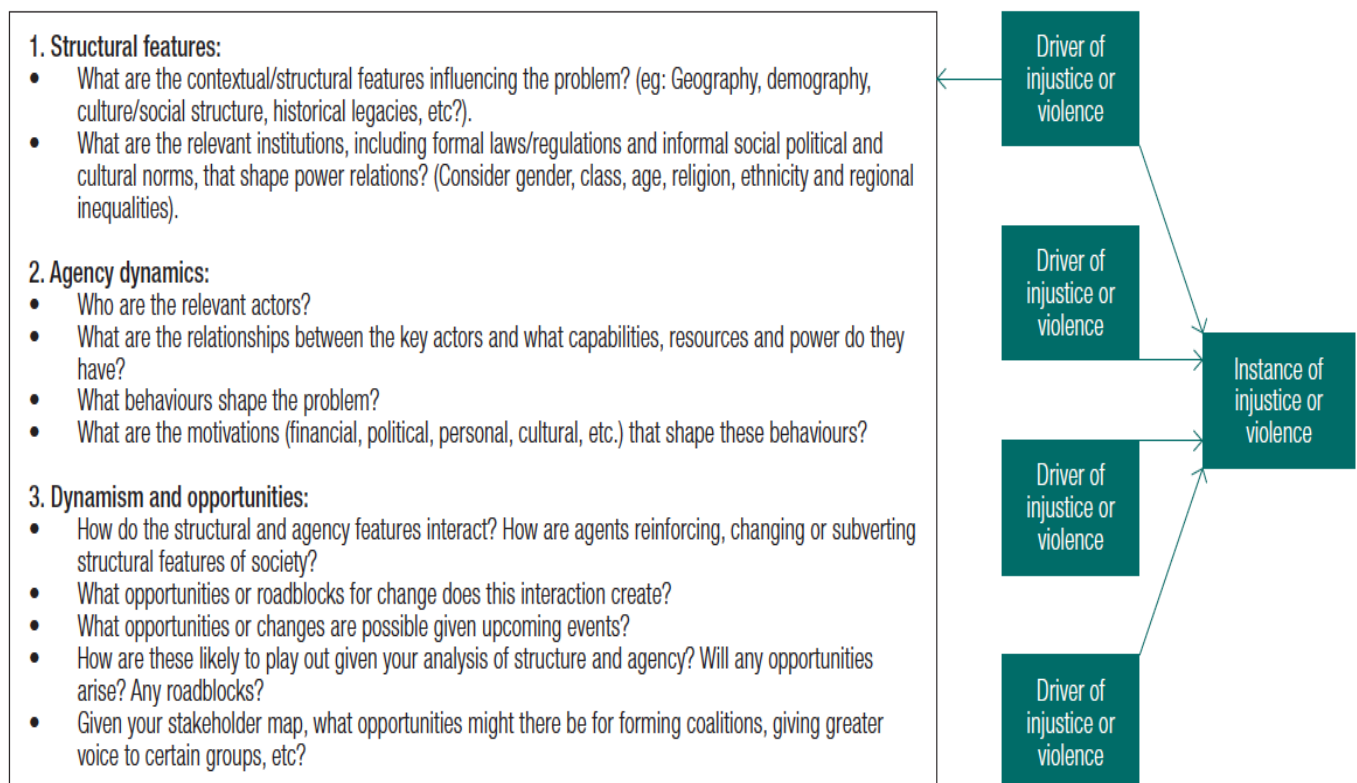 1. Structural features:
• What are the contextual/structural features influencing the problem? (eg: Geography, demography,
culture/social structure, historical legacies, etc?).
• What are the relevant institutions, including formal laws/regulations and informal social political and
cultural norms, that shape power relations? (Consider gender, class, age, religion, ethnicity and regional
inequalities).
2. Agency dynamics:
• Who are the relevant actors?
• What are the relationships between the key actors and what capabilities, resources and power do they
have?
• What behaviours shape the problem?
• What are the motivations (financial, political, personal, cultural, etc.) that shape these behaviours?
3. Dynamism and opportunities:
• How do the structural and agency features interact? How are agents reinforcing, changing or subverting
structural features of society?
• What opportunities or roadblocks for change does this interaction create?
• What opportunities or changes are possible given upcoming events?
• How are these likely to play out given your analysis of structure and agency? Will any opportunities
arise? Any roadblocks?
• Given your stakeholder map, what opportunities might there be for forming coalitions, giving greater
voice to certain groups, etc?
Driver of
injustice or
violence
Driver of
injustice or
violence
Driver of
injustice or
violence
Driver of
injustice or
violence
Instance of
injustice or
violence